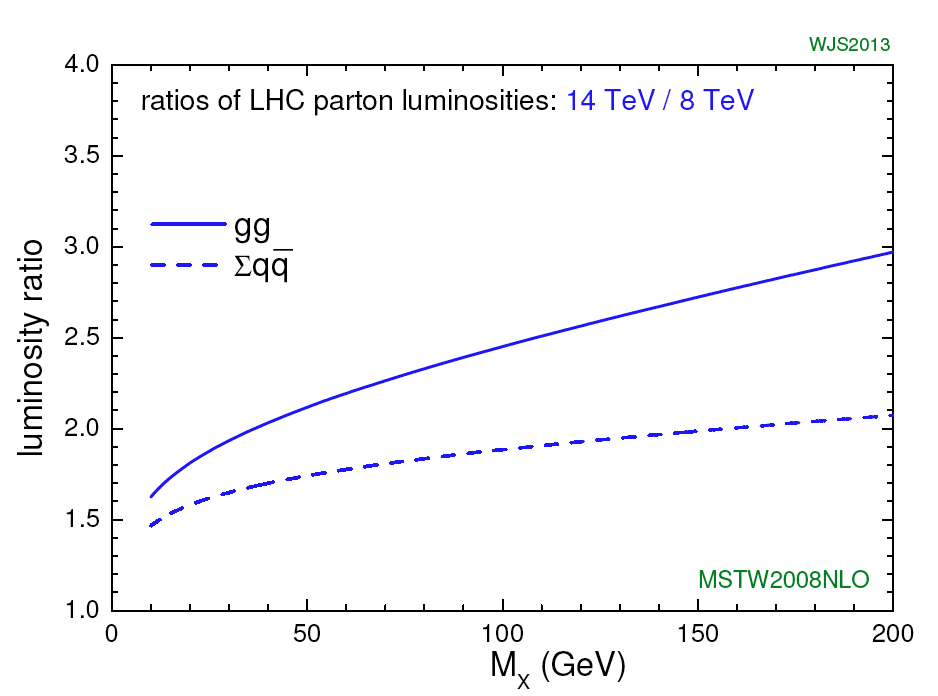 WJS2013
4.0
ratios of LHC parton luminosities: 14 TeV / 8 TeV
3.5
gg
3.0
Σqq̅
luminosity ratio
2.5
2.0
1.5
MSTW2008NLO
1.0
0 50 100 150 200
M_X (GeV)